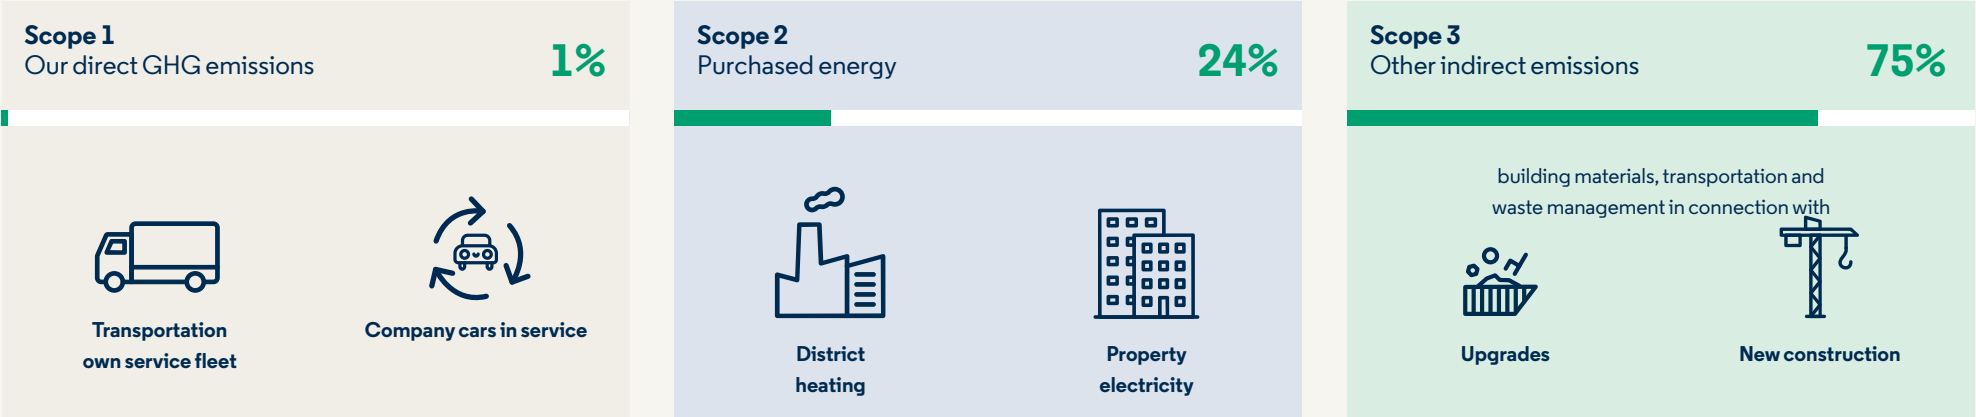 Scope 1
Our direct GHG emissions
1%
Transportation
own service fleet
Company cars in service
Scope 2
Purchased energy
24%
District
heating
Property
electricity
Scope 3
Other indirect emissions
75%
building materials, transportation and
waste management in connection with
Upgrades
New construction